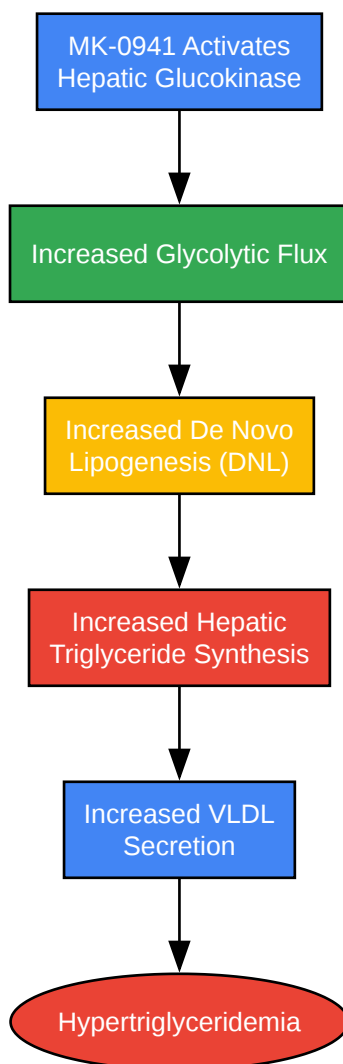 MK-0941 Activates
Hepatic Glucokinase
Increased Glycolytic Flux
Increased De Novo
Lipogenesis (DNL)
Increased Hepatic
Triglyceride Synthesis
Increased VLDL
Secretion
Hypertriglyceridemia